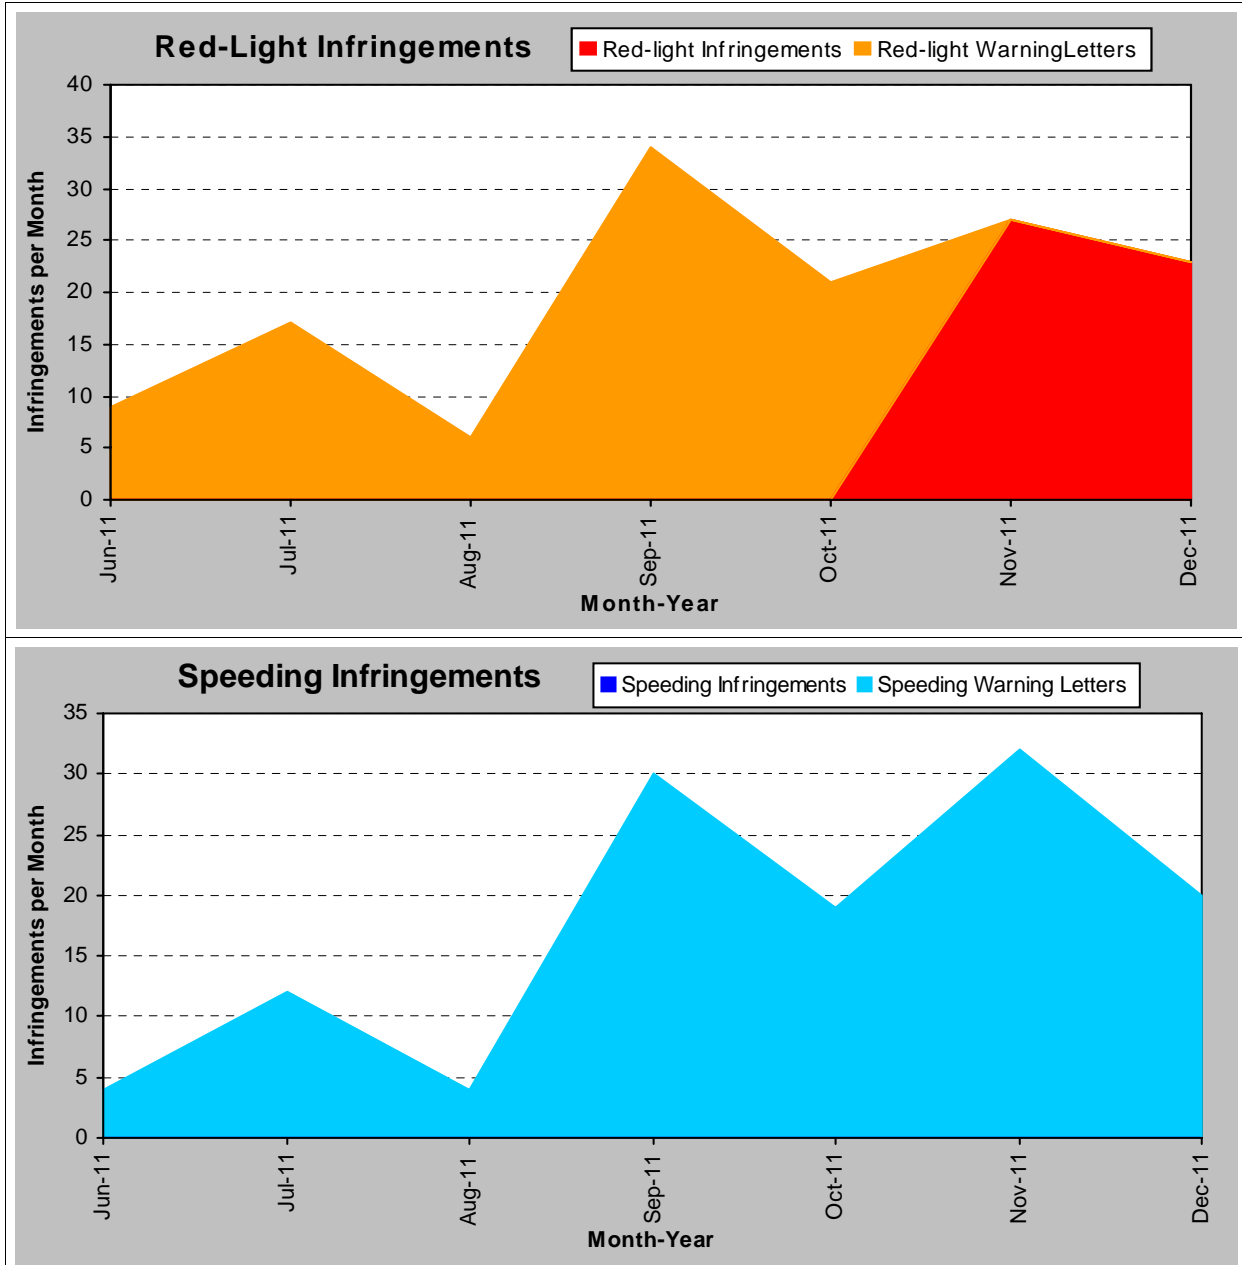 Red-Light Infringements
Red-light Infringements Red-light WarningLetters
40
35
30
25
20
15
10
5
0
Infringements per Month
Jun-11
Jul-11
Aug-11
Sep-11
Oct-11
Nov-11
Dec-11
Month-Year
Speeding Infringements
Speeding Infringements Speeding Warning Letters
35
30
25
20
15
10
5
0
Infringements per Month
Jun-11
Jul-11
Aug-11
Sep-11
Oct-11
Nov-11
Dec-11
Month-Year